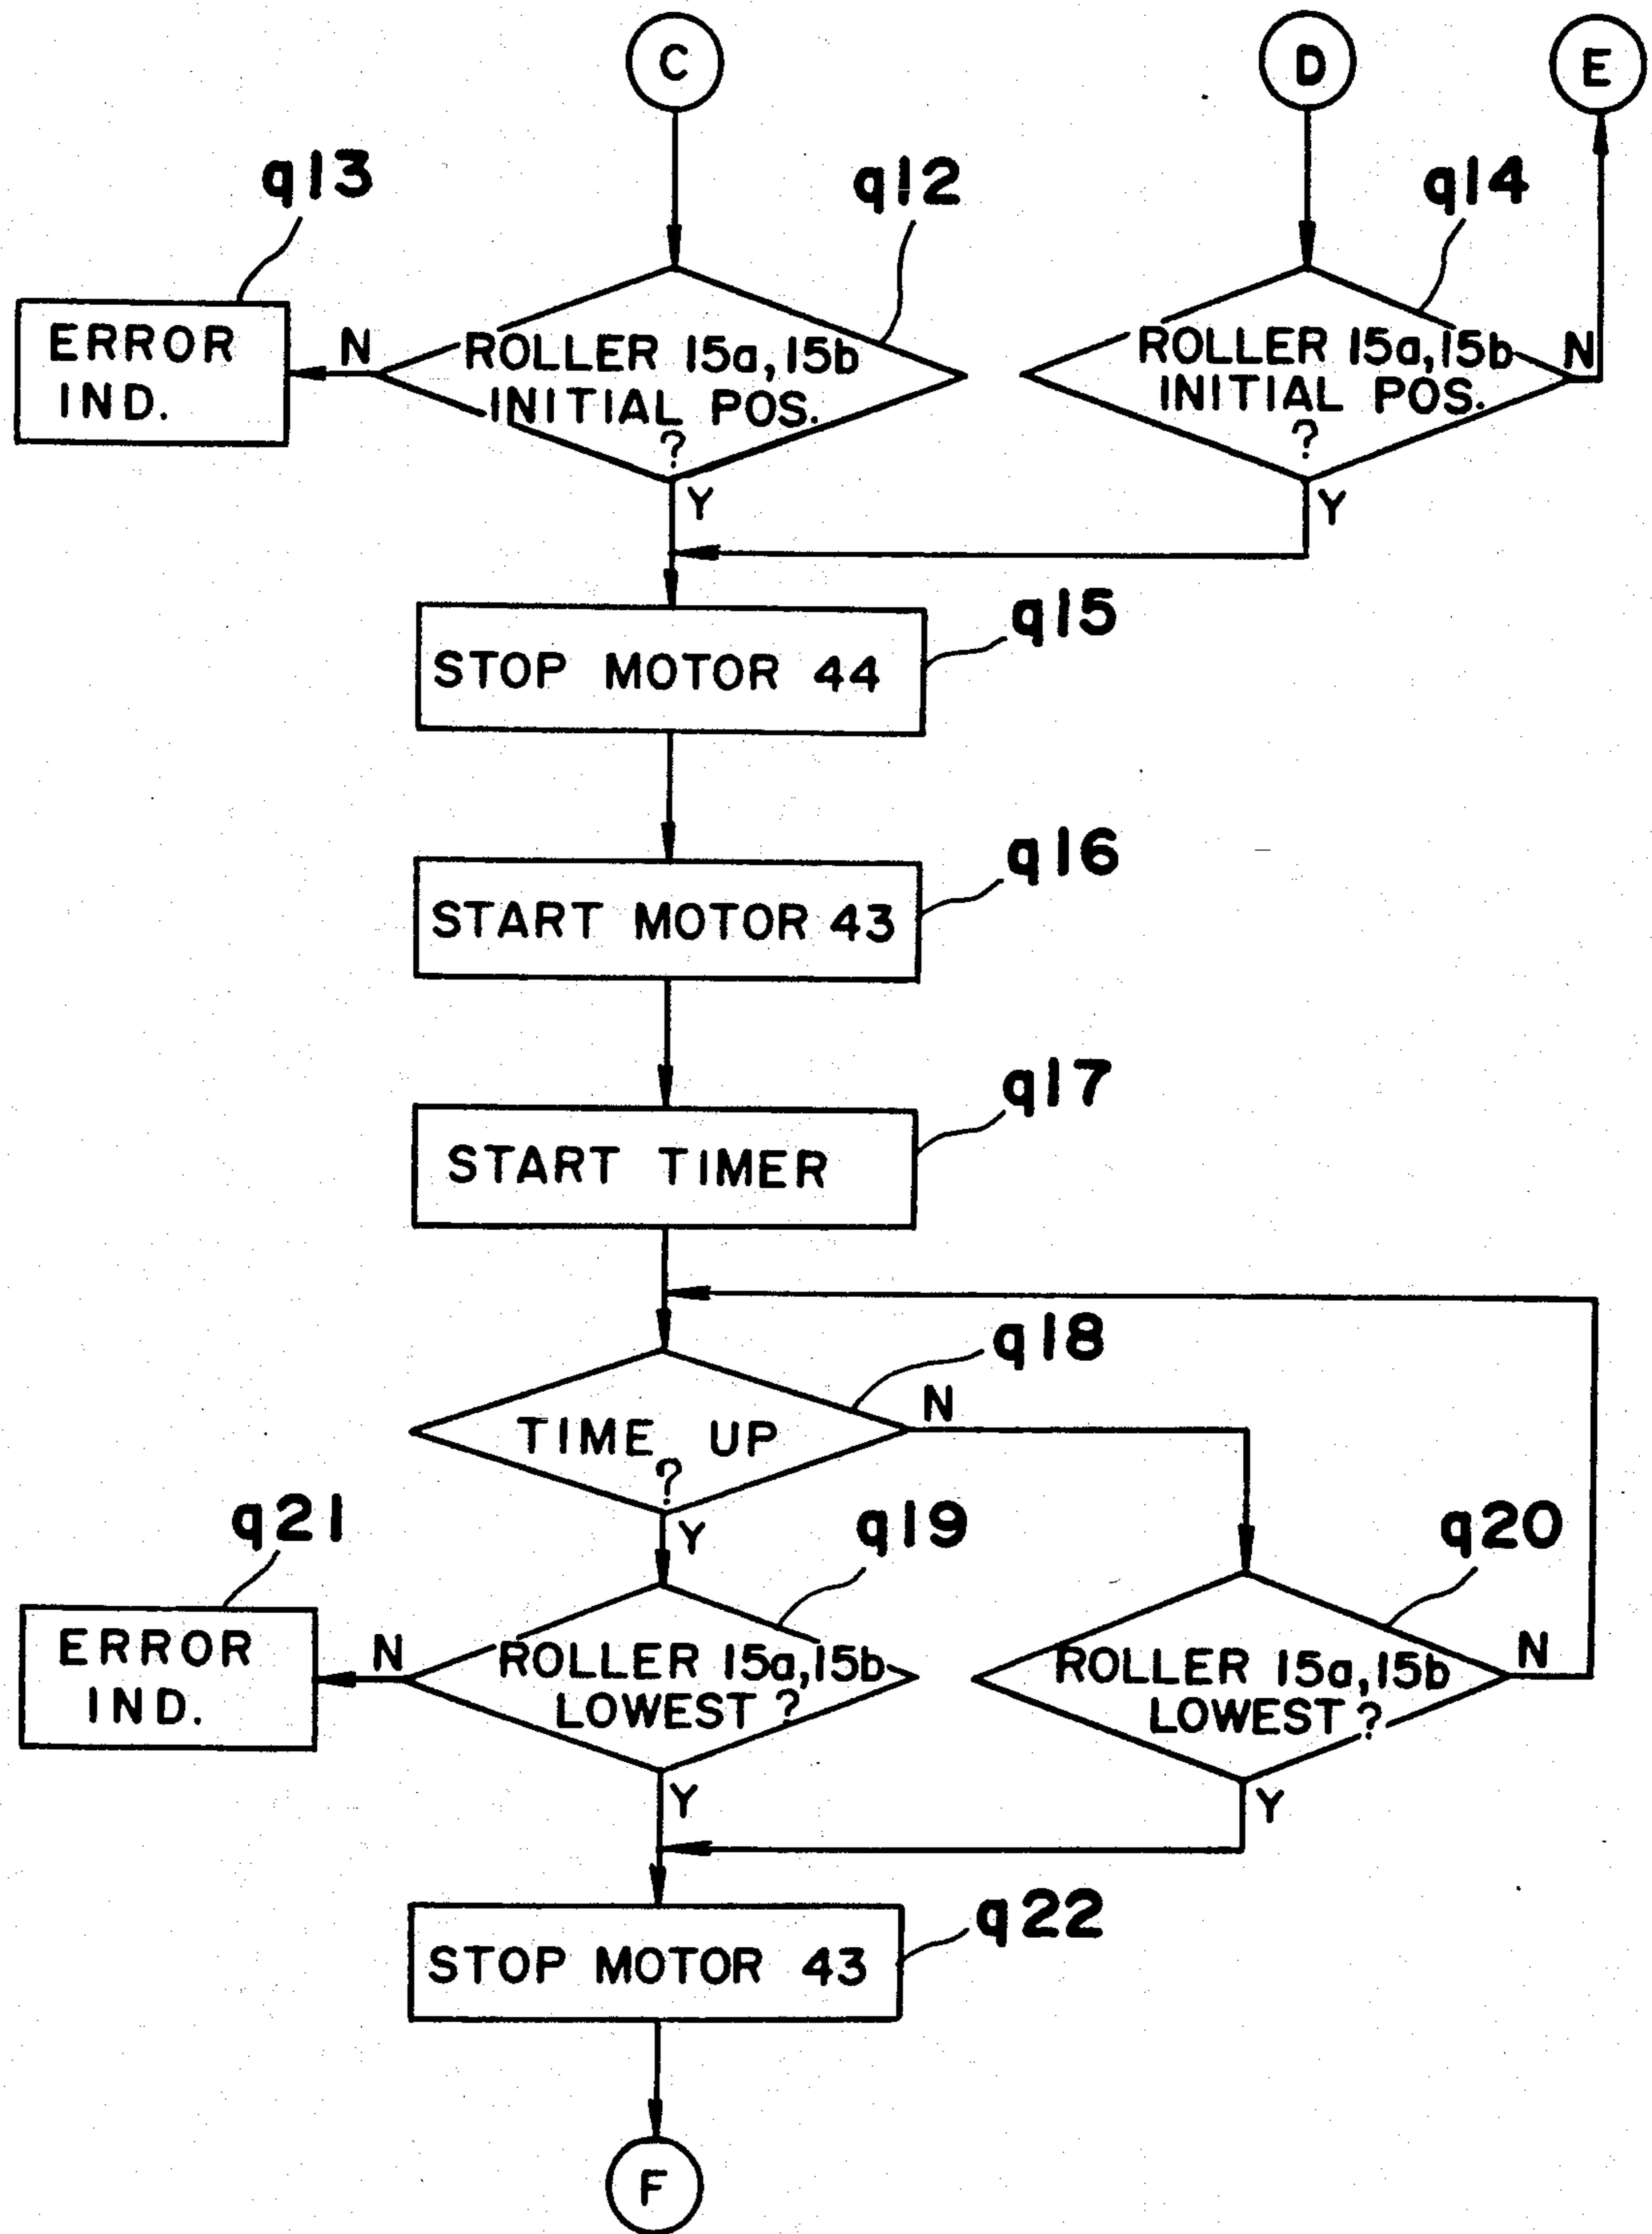 C
D
E
q13
q12
q14
ERROR
IND.
N
ROLLER 15a, 15b
INITIAL POS.
?
Y
ROLLER 15a, 15b
INITIAL POS.
?
N
Y
q15
STOP MOTOR 44
q16
START MOTOR 43
q17
START TIMER
q18
TIME UP
?
N
Y
q21
q19
q20
ERROR
IND.
N
ROLLER 15a, 15b
LOWEST ?
Y
ROLLER 15a, 15b
LOWEST ?
N
Y
q22
STOP MOTOR 43
F